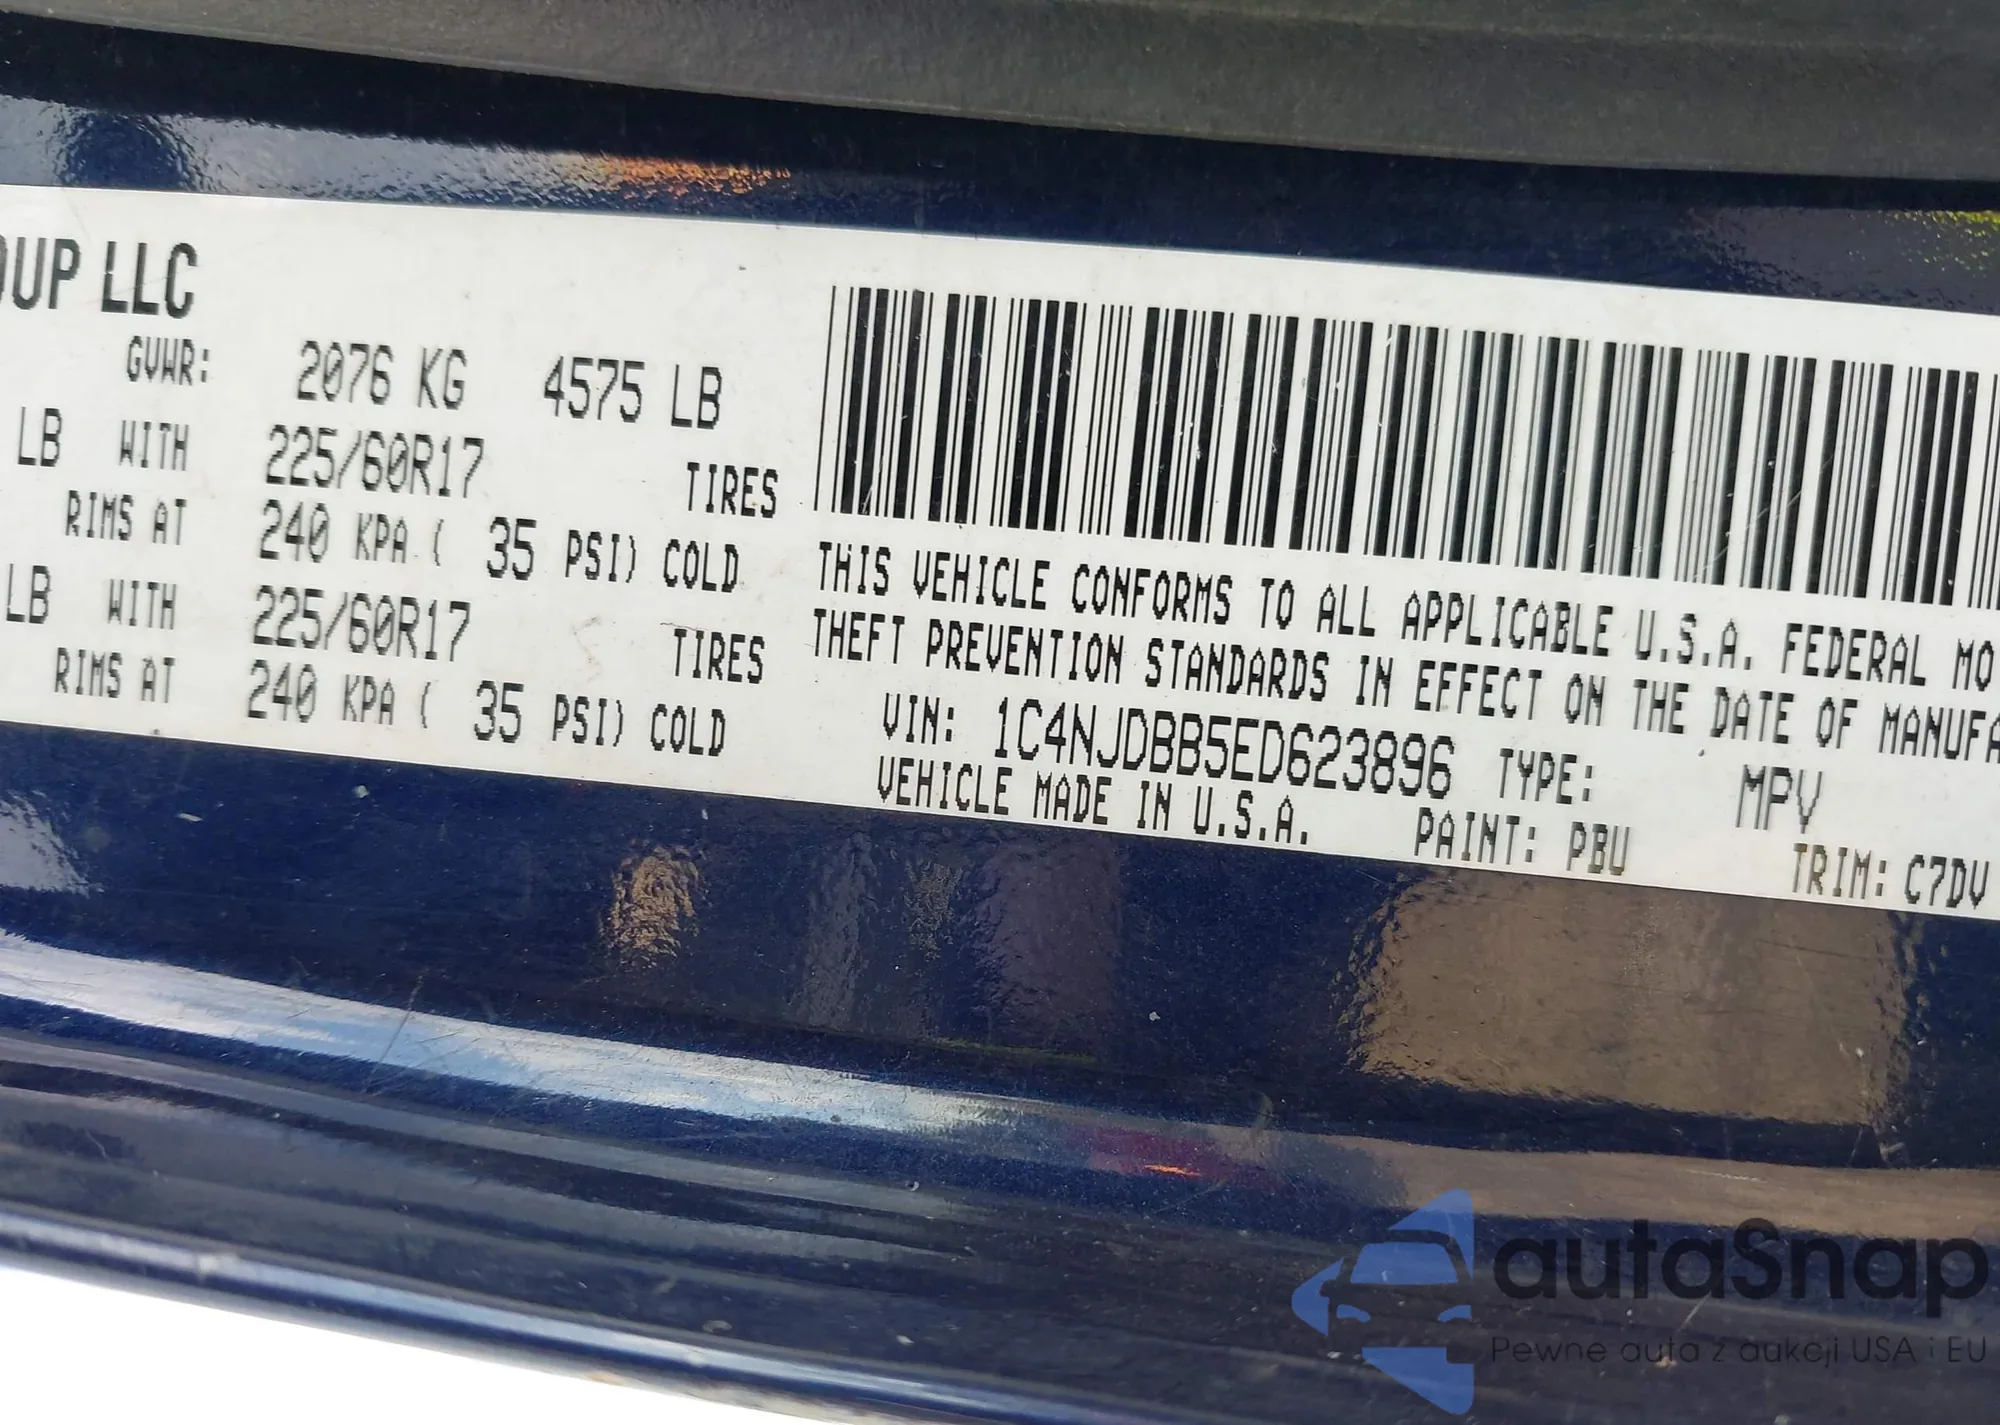 OUP LLC
GVWR: 2076 KG 4575 LB
LB WITH 225/60R17 TIRES
RIMS AT 240 KPA ( 35 PSI) COLD
LB WITH 225/60R17 TIRES
RIMS AT 240 KPA ( 35 PSI) COLD
THIS VEHICLE CONFORMS TO ALL APPLICABLE U.S.A. FEDERAL MO
THEFT PREVENTION STANDARDS IN EFFECT ON THE DATE OF MANUFA
VIN: 1C4NJDBB5ED623896 TYPE: MPV
VEHICLE MADE IN U.S.A. PAINT: PBU TRIM: C7DV
autaSnap
Pewne auta z aukcji USA i EU